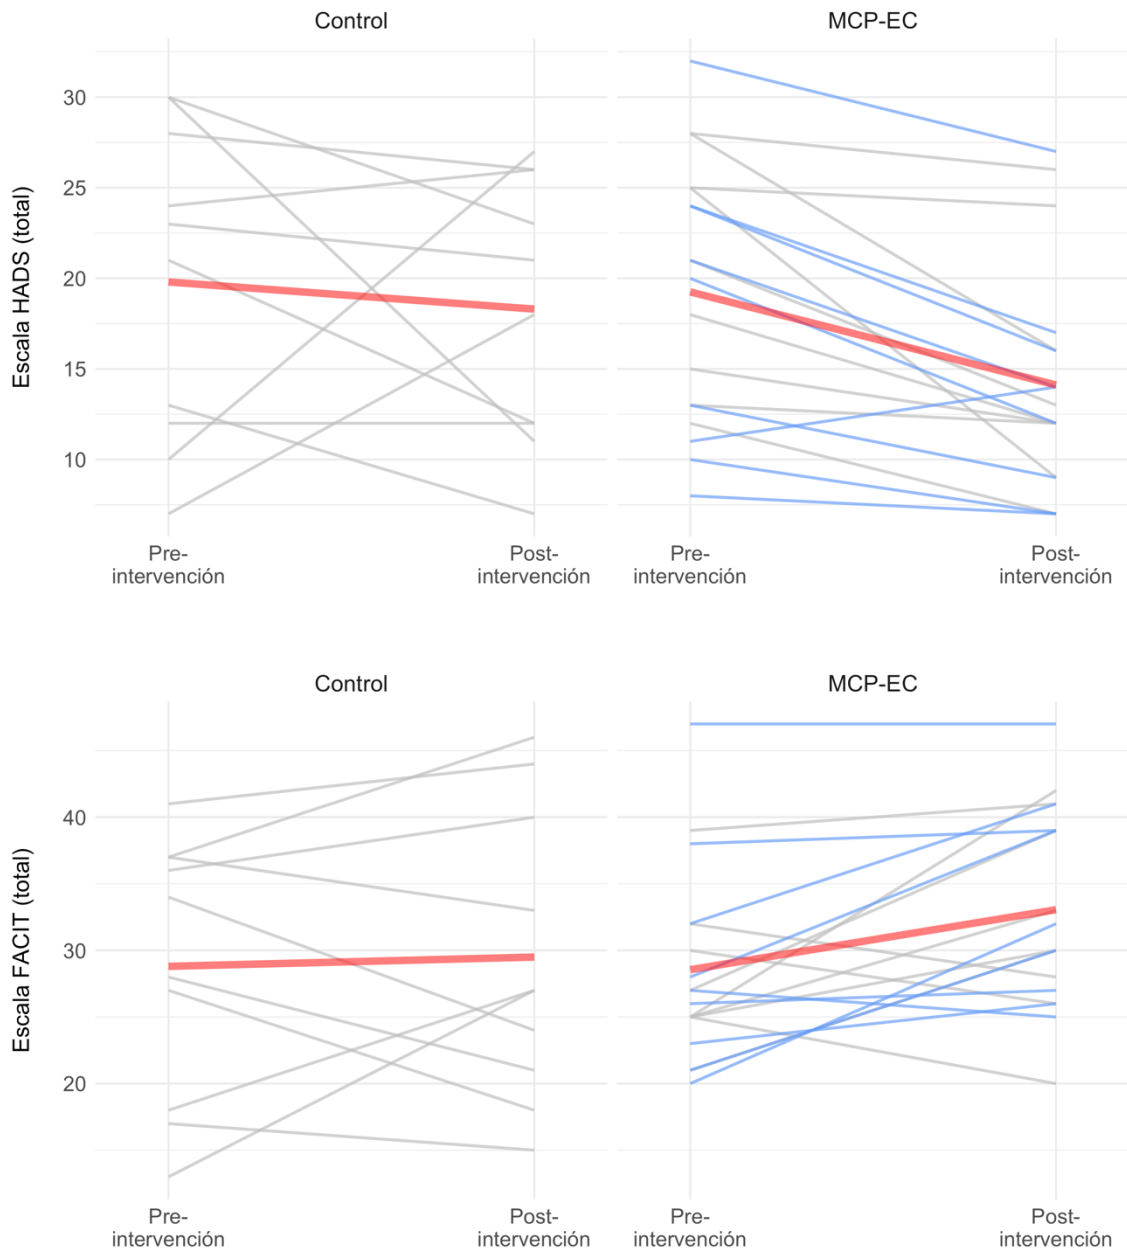 Control
MCP-EC
Escala HADS (total)
30
25
20
15
10
Pre-
intervención
Post-
intervención
Pre-
intervención
Post-
intervención
Control
MCP-EC
Escala FACIT (total)
40
30
20
Pre-
intervención
Post-
intervención
Pre-
intervención
Post-
intervención